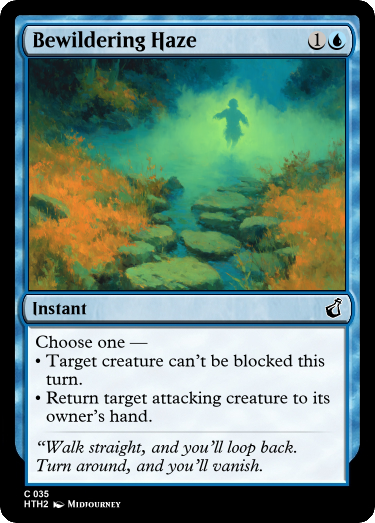 Bewildering Haze 1
Instant
Choose one —
• Target creature can't be blocked this
turn.
• Return target attacking creature to its
owner's hand.
“Walk straight, and you'll loop back.
Turn around, and you'll vanish.
C 035
HTH2 Midjourney